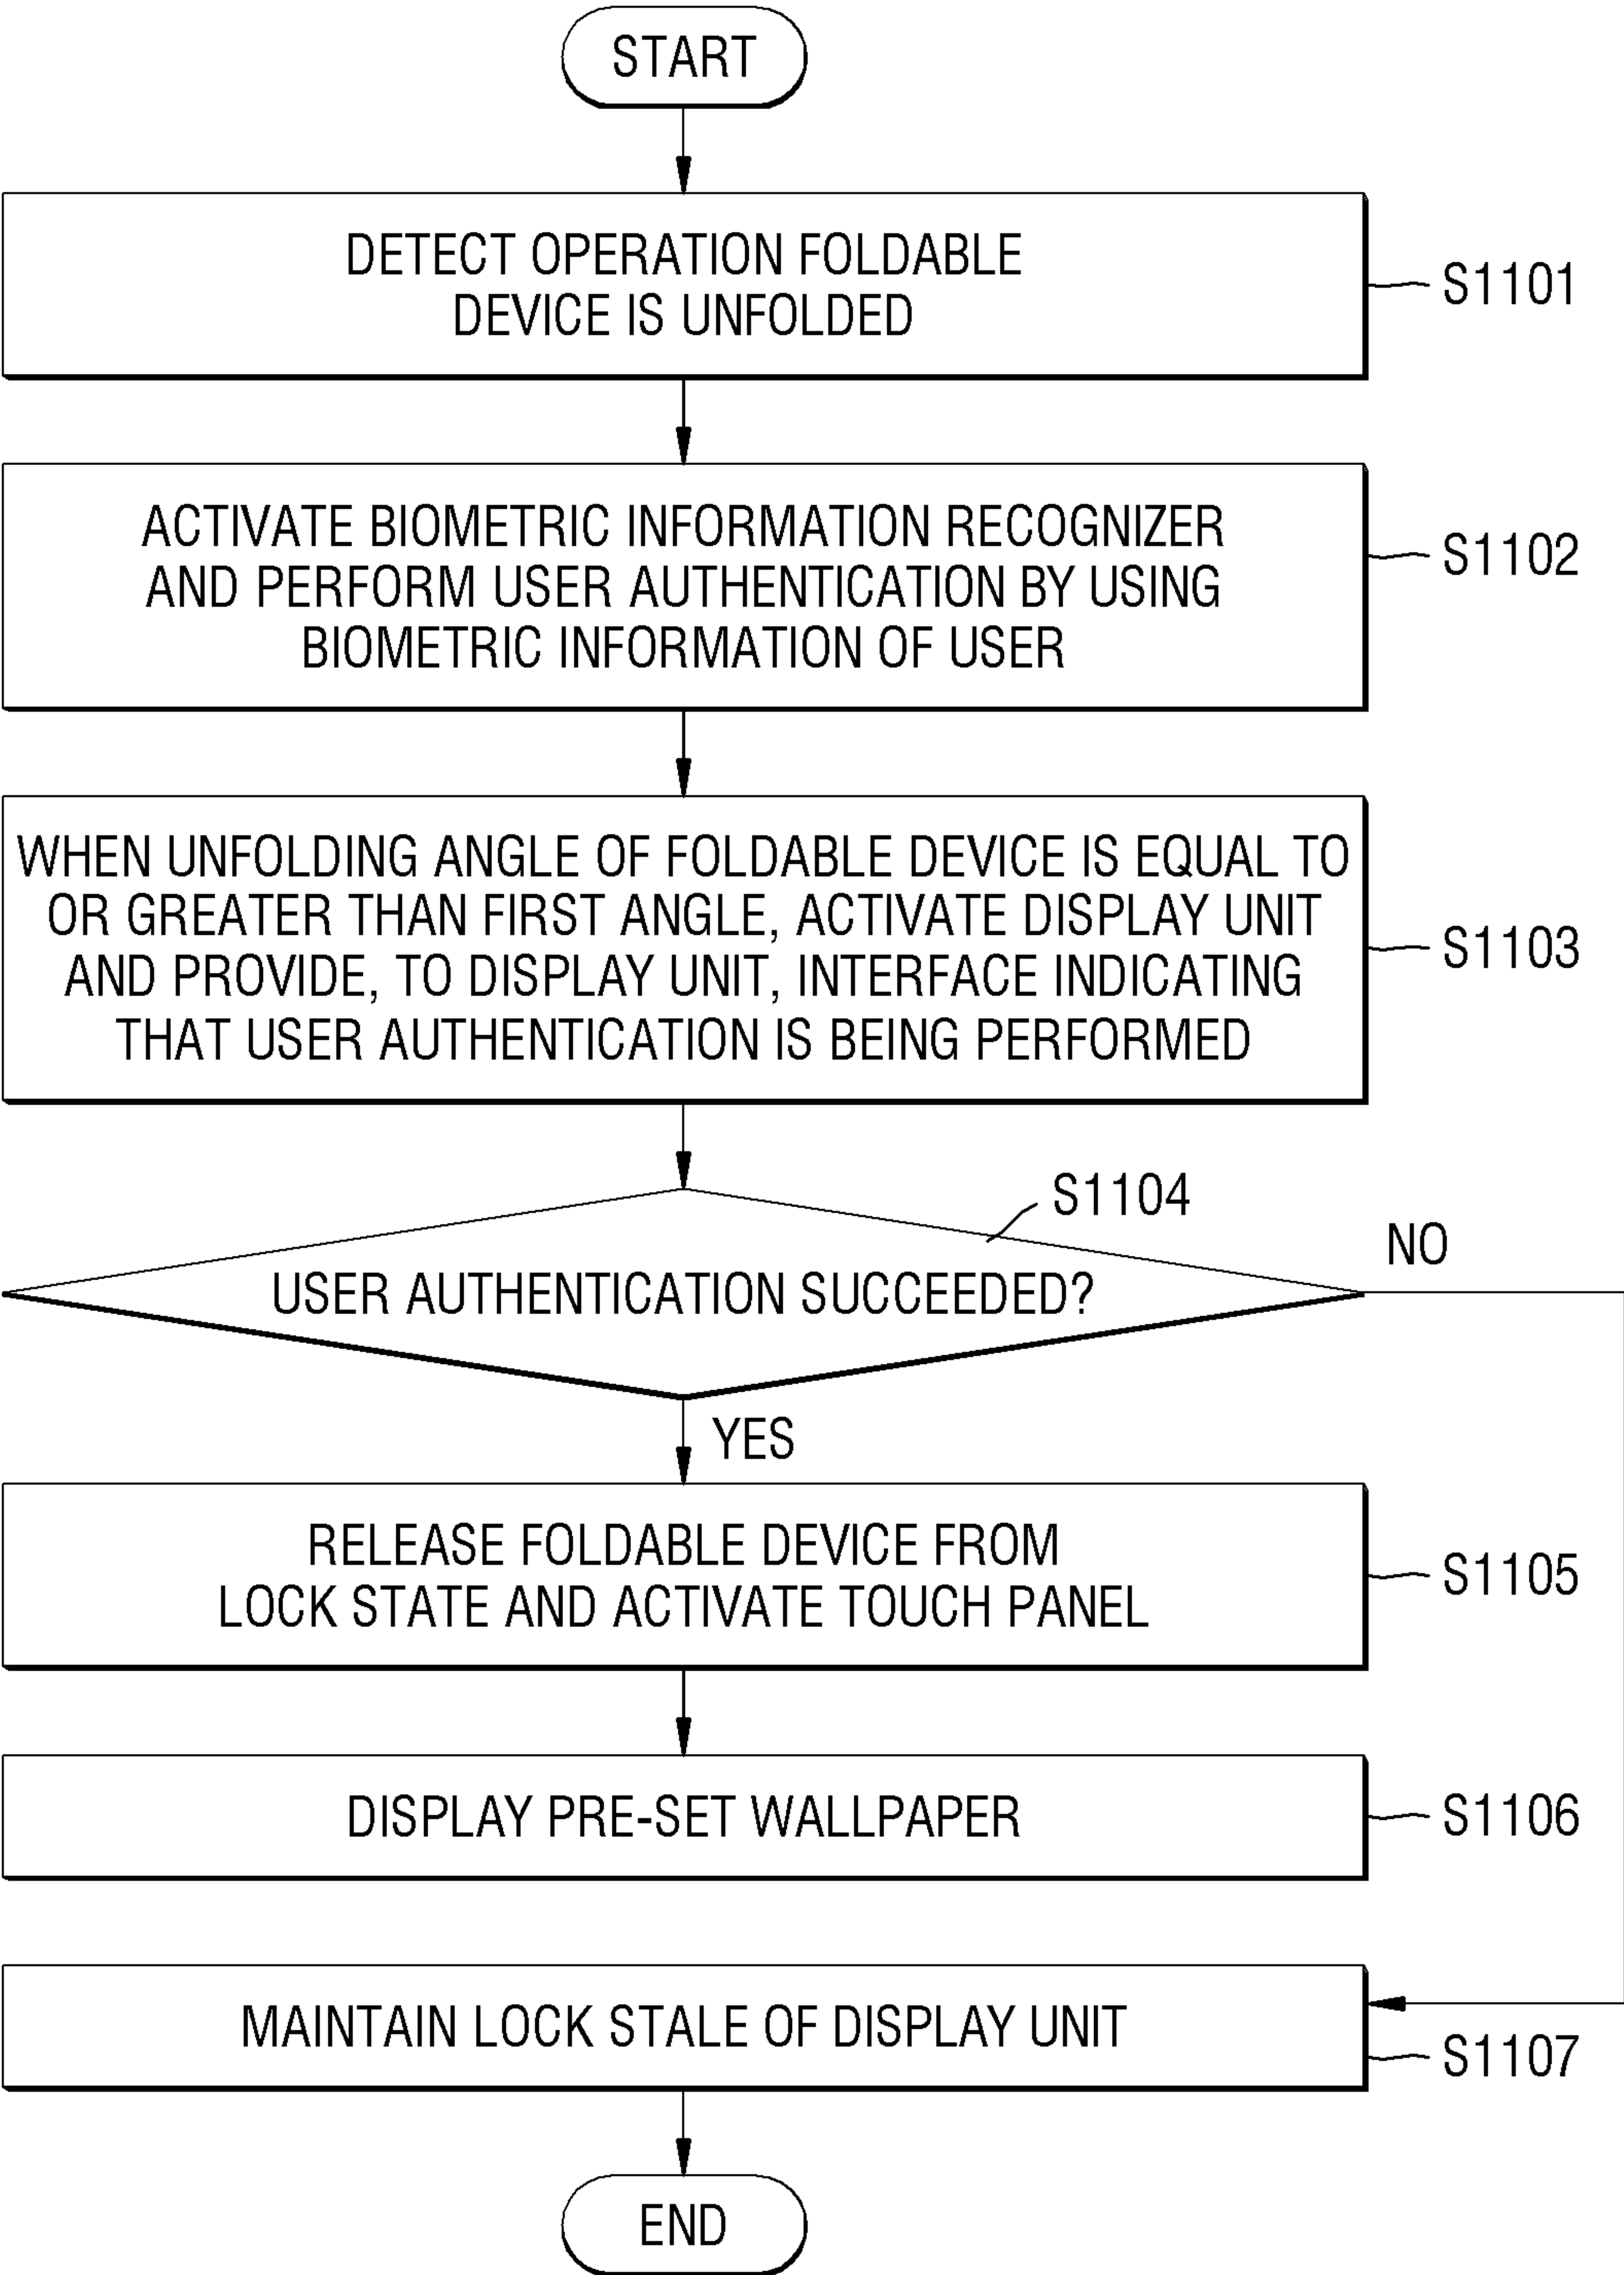 START
DETECT OPERATION FOLDABLE
DEVICE IS UNFOLDED
S1101
ACTIVATE BIOMETRIC INFORMATION RECOGNIZER
AND PERFORM USER AUTHENTICATION BY USING
BIOMETRIC INFORMATION OF USER
S1102
WHEN UNFOLDING ANGLE OF FOLDABLE DEVICE IS EQUAL TO
OR GREATER THAN FIRST ANGLE, ACTIVATE DISPLAY UNIT
AND PROVIDE, TO DISPLAY UNIT, INTERFACE INDICATING
THAT USER AUTHENTICATION IS BEING PERFORMED
S1103
S1104
NO
USER AUTHENTICATION SUCCEEDED?
YES
RELEASE FOLDABLE DEVICE FROM
LOCK STATE AND ACTIVATE TOUCH PANEL
S1105
DISPLAY PRE-SET WALLPAPER
S1106
MAINTAIN LOCK STALE OF DISPLAY UNIT
S1107
END